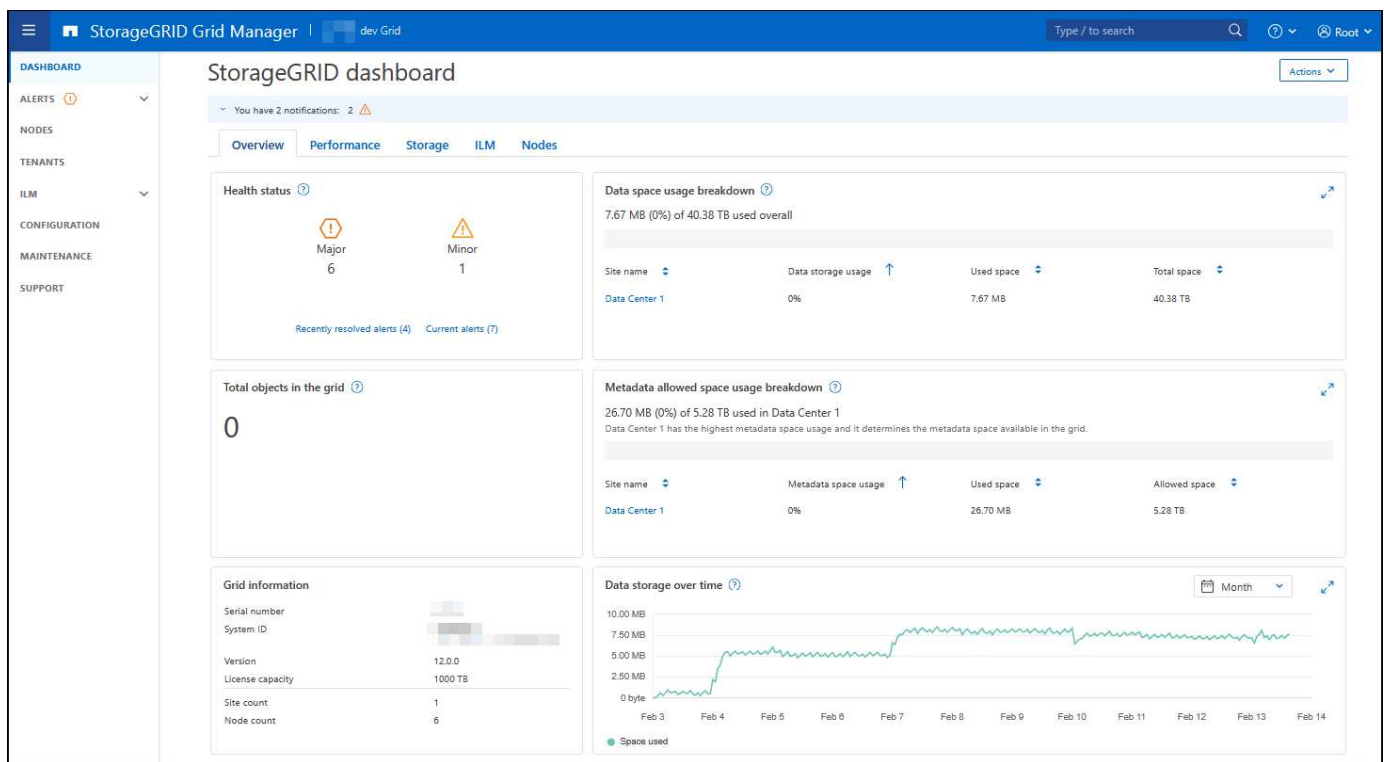 StorageGRID Grid Manager | dev Grid
Type / to search
Root
DASHBOARD
ALERTS
NODES
TENANTS
ILM
CONFIGURATION
MAINTENANCE
SUPPORT
StorageGRID dashboard
Actions
You have 2 notifications: 2
Overview Performance Storage ILM Nodes
Health status
Major
6
Minor
1
Recently resolved alerts (4) Current alerts (7)
Data space usage breakdown
7.67 MB (0%) of 40.38 TB used overall
Site name Data storage usage Used space Total space
Data Center 1 0% 7.67 MB 40.38 TB
Total objects in the grid
0
Metadata allowed space usage breakdown
26.70 MB (0%) of 5.28 TB used in Data Center 1
Data Center 1 has the highest metadata space usage and it determines the metadata space available in the grid.
Site name Metadata space usage Used space Allowed space
Data Center 1 0% 26.70 MB 5.28 TB
Grid information
Serial number
System ID
Version 12.0.0
License capacity 1000 TB
Site count 1
Node count 6
Data storage over time
Month
10.00 MB
7.50 MB
5.00 MB
2.50 MB
0 byte
Feb 3 Feb 4 Feb 5 Feb 6 Feb 7 Feb 8 Feb 9 Feb 10 Feb 11 Feb 12 Feb 13 Feb 14
Space used